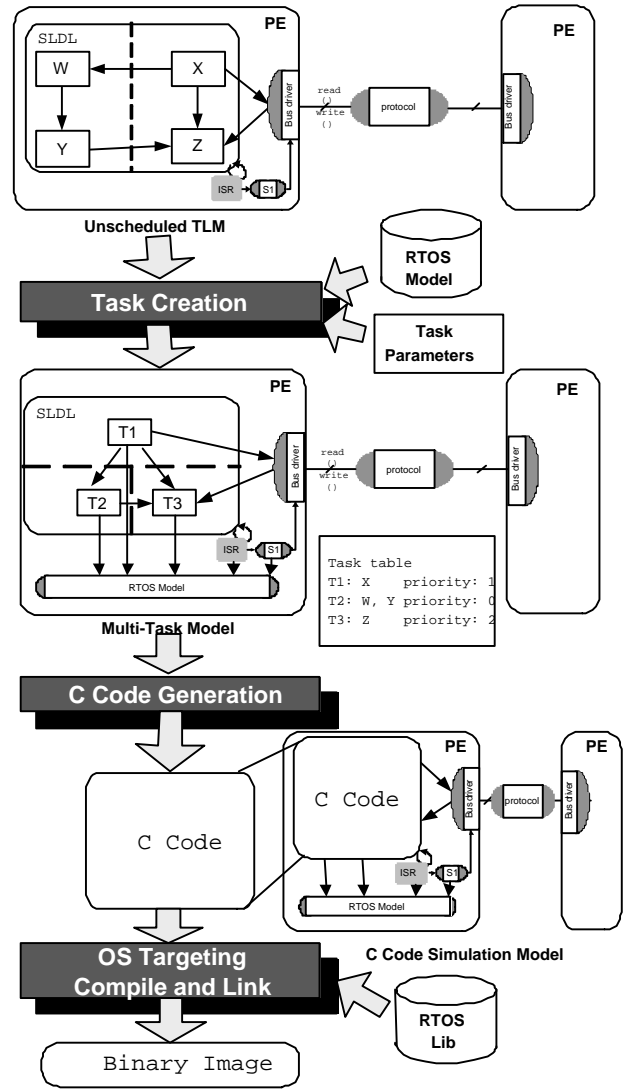 PE
PE
SLDL
W
X
Y
Z
Bus driver
read
()
write
()
protocol
Bus driver
ISR
S1
Unscheduled TLM
RTOS
Model
Task Creation
Task
Parameters
PE
PE
SLDL
T1
T2
T3
Bus driver
read
()
write
()
protocol
Bus driver
ISR
S1
RTOS Model
Task table
T1: X priority: 1
T2: W, Y priority: 0
T3: Z priority: 2
Multi-Task Model
C Code Generation
PE
PE
C Code
C Code
Bus driver
protocol
Bus driver
ISR
S1
RTOS Model
C Code Simulation Model
OS Targeting
Compile and Link
RTOS
Lib
Binary Image